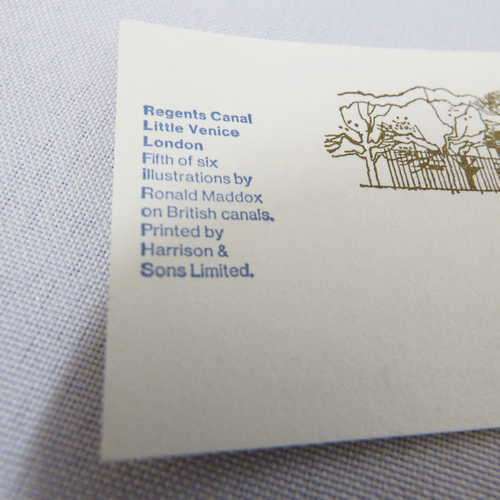 Regents Canal
Little Venice
London
Fifth of six
illustrations by
Ronald Maddox
on British canals.
Printed by
Harrison &
Sons Limited.